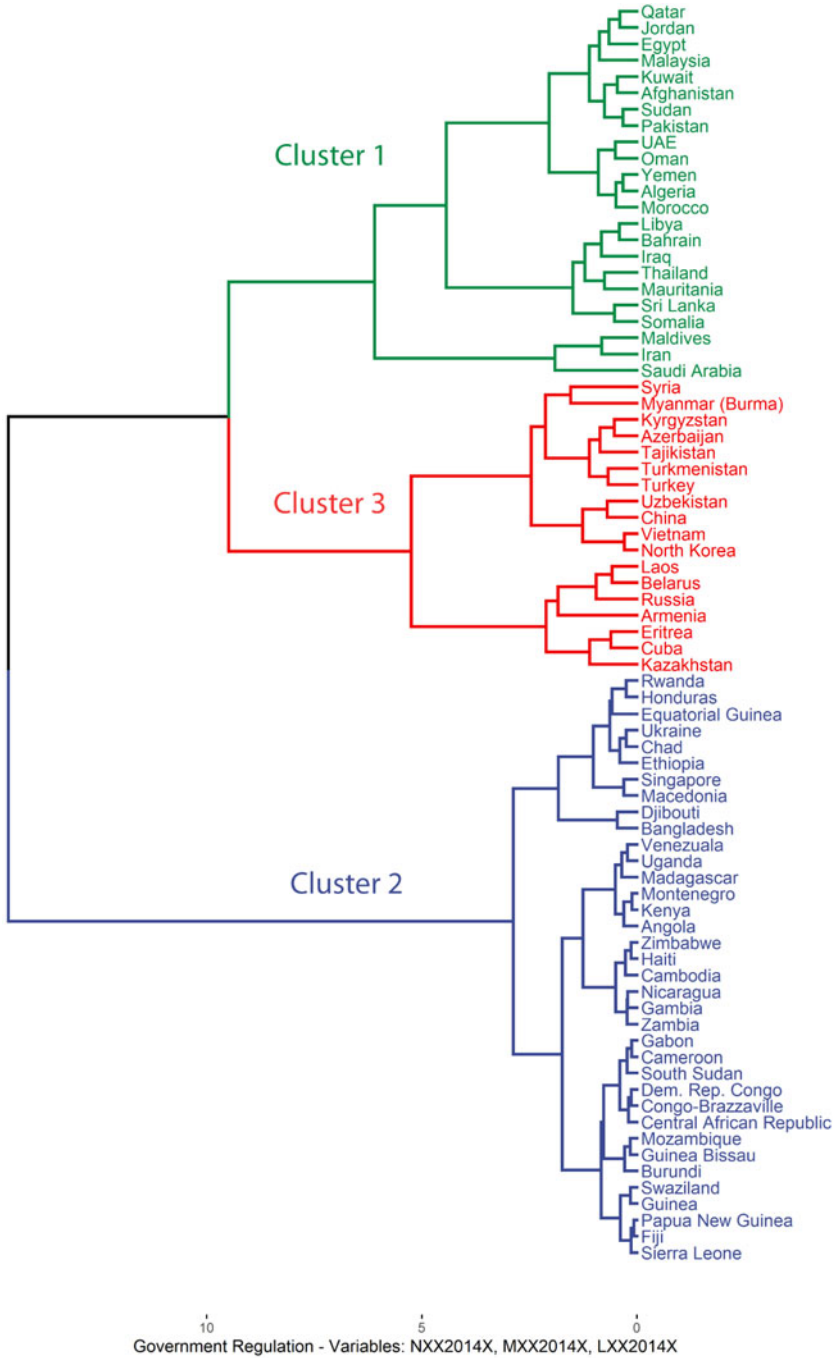 Qatar
Jordan
Egypt
Malaysia
Kuwait
Afghanistan
Sudan
Pakistan
Cluster 1
UAE
Oman
Yemen
Algeria
Morocco
Libya
Bahrain
Iraq
Thailand
Mauritania
Sri Lanka
Somalia
Maldives
Iran
Saudi Arabia
Syria
Myanmar (Burma)
Kyrgyzstan
Azerbaijan
Tajikistan
Turkmenistan
Turkey
Cluster 3
Uzbekistan
China
Vietnam
North Korea
Laos
Belarus
Russia
Armenia
Eritrea
Cuba
Kazakhstan
Rwanda
Honduras
Equatorial Guinea
Ukraine
Chad
Ethiopia
Singapore
Macedonia
Djibouti
Bangladesh
Venezuala
Uganda
Cluster 2
Madagascar
Montenegro
Kenya
Angola
Zimbabwe
Haiti
Cambodia
Nicaragua
Gambia
Zambia
Gabon
Cameroon
South Sudan
Dem. Rep. Congo
Congo-Brazzaville
Central African Republic
Mozambique
Guinea Bissau
Burundi
Swaziland
Guinea
Papua New Guinea
Fiji
Sierra Leone
10 5 0
Government Regulation - Variables: NXX2014X, MXX2014X, LXX2014X